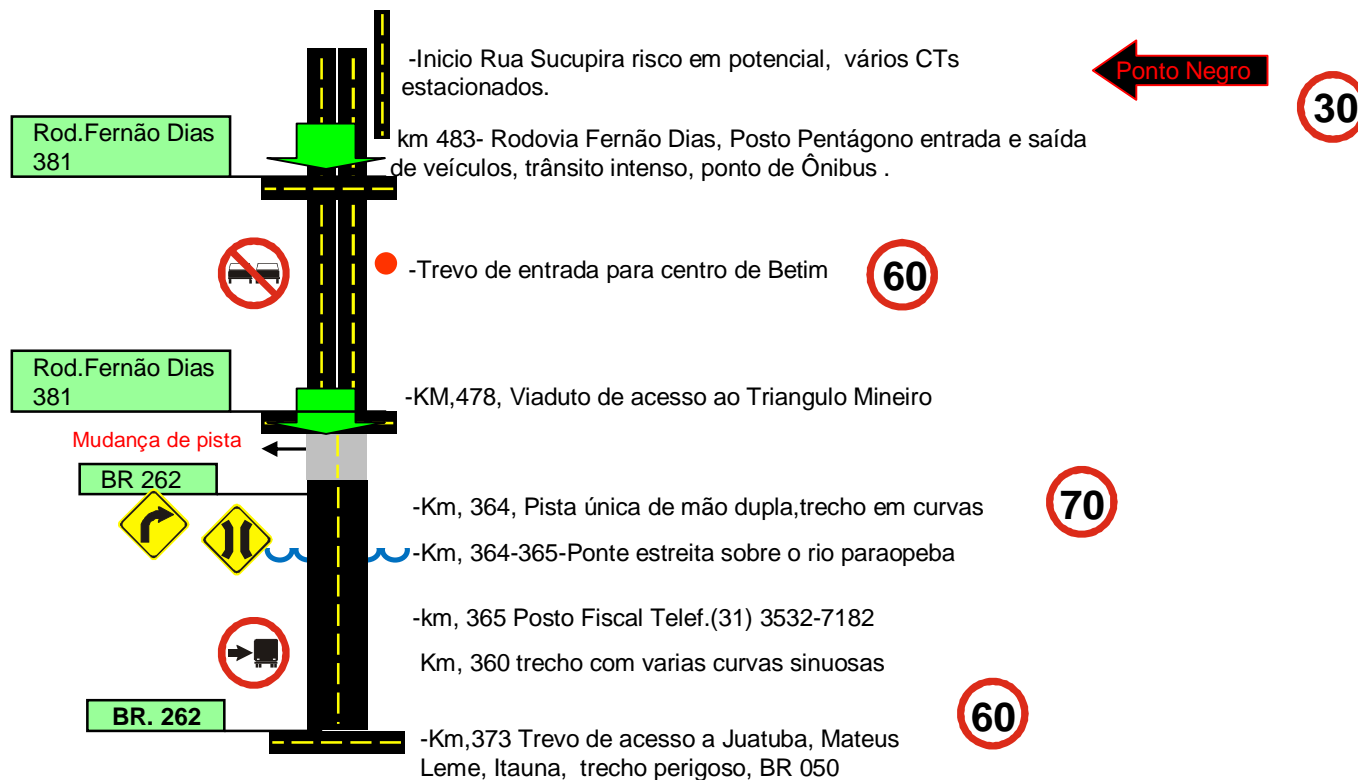 -Inicio Rua Sucupira risco em potencial, vários CTs
estacionados.
Ponto Negro
30
Rod.Fernão Dias
381
km 483- Rodovia Fernão Dias, Posto Pentágono entrada e saída
de veículos, trânsito intenso, ponto de Ônibus .
-Trevo de entrada para centro de Betim
60
Rod.Fernão Dias
381
-KM,478, Viaduto de acesso ao Triangulo Mineiro
Mudança de pista
BR 262
-Km, 364, Pista única de mão dupla,trecho em curvas
70
-Km, 364-365-Ponte estreita sobre o rio paraopeba
-km, 365 Posto Fiscal Telef.(31) 3532-7182
Km, 360 trecho com varias curvas sinuosas
BR. 262
60
-Km,373 Trevo de acesso a Juatuba, Mateus
Leme, Itauna, trecho perigoso, BR 050